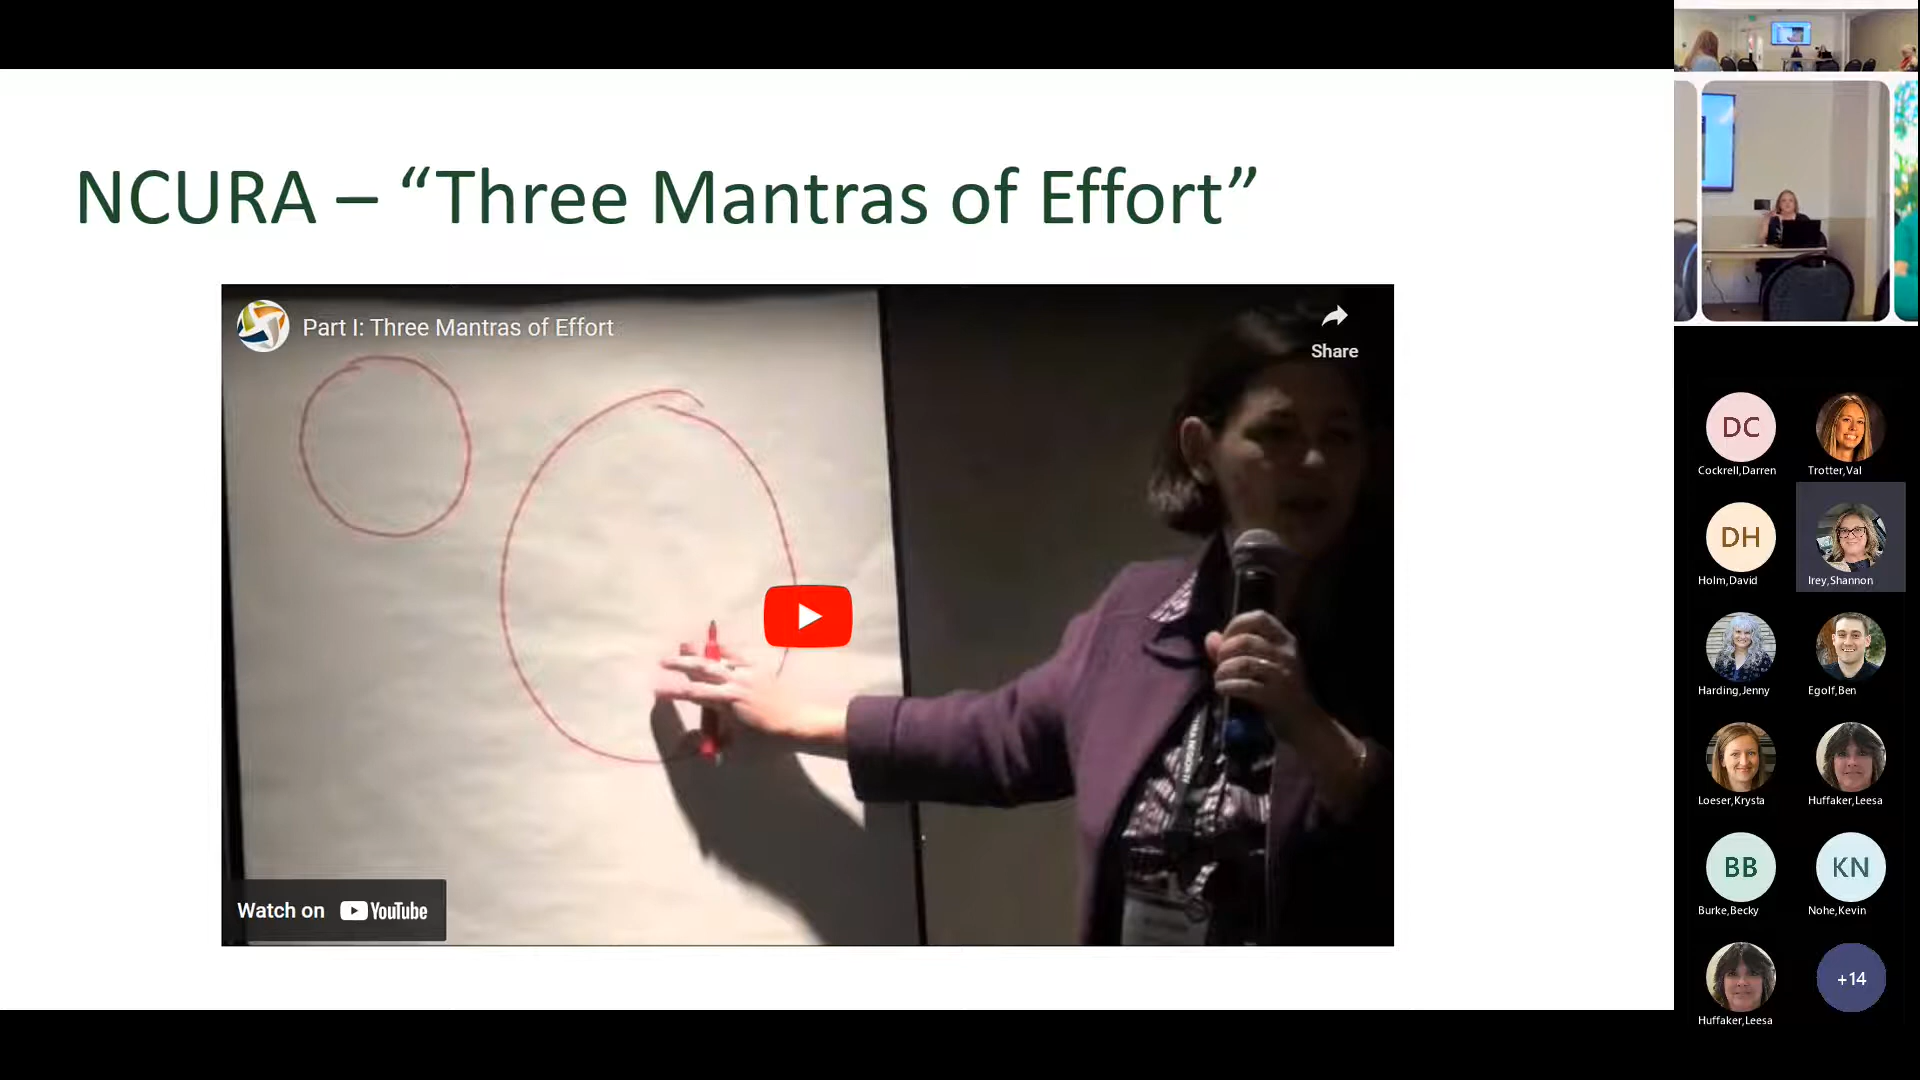 NCURA – “Three Mantras of Effort”
Part I: Three Mantras of Effort
Share
Watch on YouTube
DC
Cockrell,Darren
Trotter,Val
DH
Holm,David
Irey,Shannon
Harding,Jenny
Egolf,Ben
Loeser,Krysta
Huffaker,Leesa
BB
Burke,Becky
KN
Nohe,Kevin
Huffaker,Leesa
+14